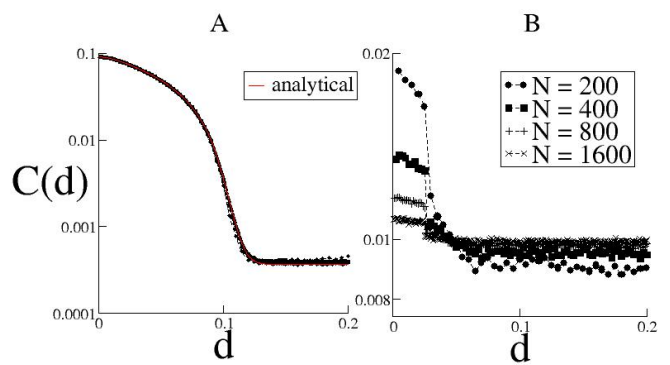 A
B
0.1
0.01
0.001
0.0001
C(d)
analytical
0
0.1
0.2
d
0.02
0.01
0.008
N = 200
N = 400
N = 800
N = 1600
0
0.1
0.2
d